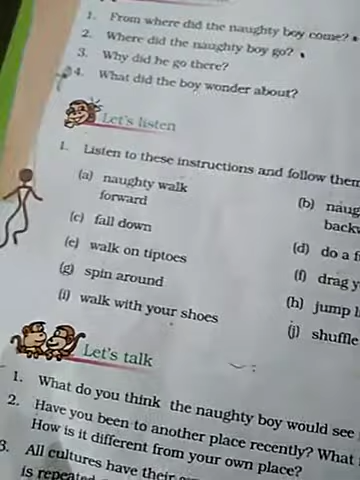 1. From where did the naughty boy come?
2. Where did the naughty boy go?
3. Why did he go there?
4. What did the boy wonder about?
Let's listen
1. Listen to these instructions and follow them
(a) naughty walk
forward
(b)
(c) fall down
(d) do a
(e) walk on tiptoes
(f) drag
(g) spin around
(h) jump
(i) walk with your shoes
(j) shuffle
Let's talk
1. What do you think the naughty boy would see
2. Have you been to another place recently? What
How is it different from your own place?
3. All cultures have their
is repeated